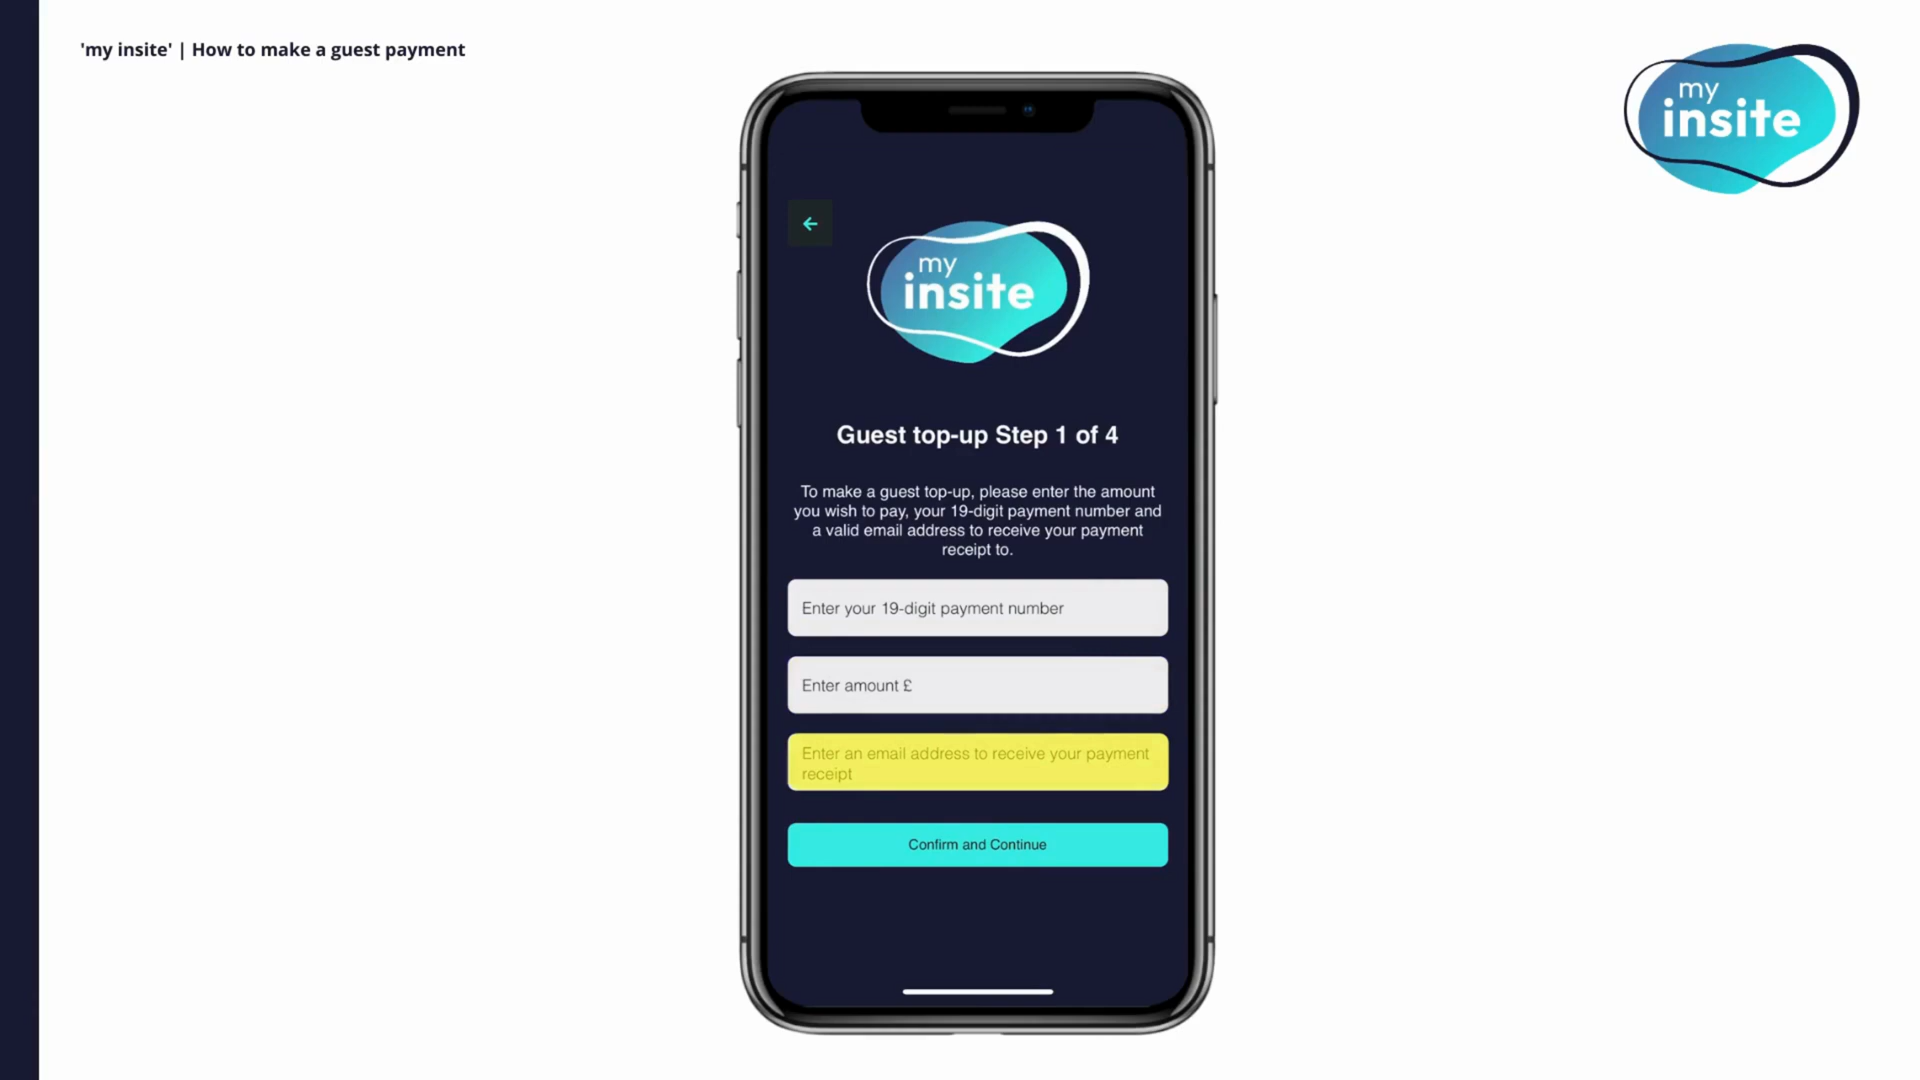 'my insite' | How to make a guest payment
my
insite
my
insite
Guest top-up Step 1 of 4
To make a guest top-up, please enter the amount
you wish to pay, your 19-digit payment number and
a valid email address to receive your payment
receipt to.
Enter your 19-digit payment number
Enter amount £
Enter an email address to receive your payment
receipt
Confirm and Continue